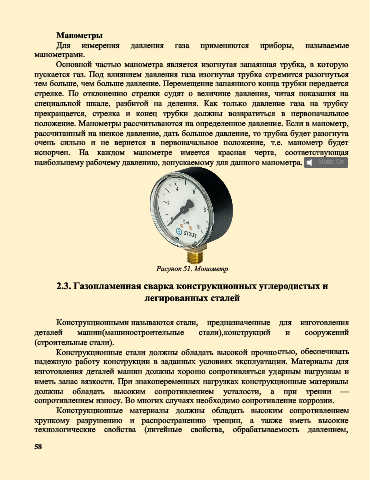 Манометры
Для измерения давления газа применяются приборы, называемые
манометрами.
Основной частью манометра является изогнутая запаянная трубка, в которую
пускается газ. Под влиянием давления газа изогнутая трубка стремится разогнуться
тем больше, чем больше давление. Перемещение запаянного конца трубки передается
стрелке. По отклонению стрелки судят о величине давления, читая показания на
специальной шкале, разбитой на деления. Как только давление газа на трубку
прекращается, стрелка и конец трубки должны возвратиться в первоначальное
положение. Манометры рассчитываются на определенное давление. Если в манометр,
рассчитанный на низкое давление, дать большое давление, то трубка будет разогнута
очень сильно и не вернется в первоначальное положение, т.е. манометр будет
испорчен. На каждом манометре имеется красная черта, соответствующая
наибольшему рабочему давлению, допускаемому для данного манометра.
Рисунок 51. Монометр
2.3. Газопламенная сварка конструкционных углеродистых и
легированных сталей
Конструкционными называются стали, предназначенные для изготовления
деталей машин(машиностроительные стали),конструкций и сооружений
(строительные стали).
Конструкционные стали должны обладать высокой прочностью, обеспечивать
надежную работу конструкции в заданных условиях эксплуатации. Материалы для
изготовления деталей машин должны хорошо сопротивляться ударным нагрузкам и
иметь запас вязкости. При знакопеременных нагрузках конструкционные материалы
должны обладать высоким сопротивлением усталости, а при трении —
сопротивлением износу. Во многих случаях необходимо сопротивление коррозии.
Конструкционные материалы должны обладать высоким сопротивлением
хрупкому разрушению и распространению трещин, а также иметь высокие
технологические свойства (литейные свойства, обрабатываемость давлением,
58